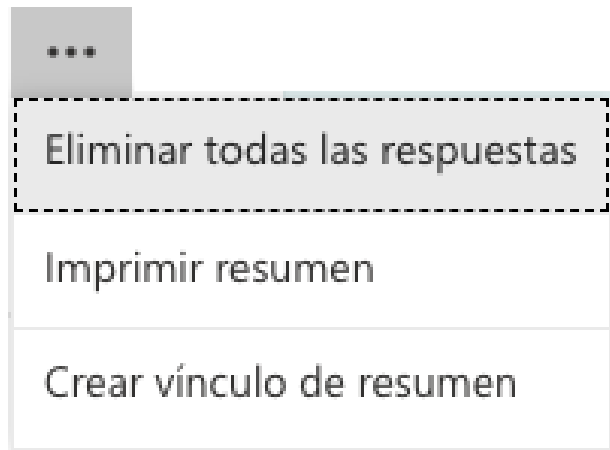 ...
Eliminar todas las respuestas
Imprimir resumen
Crear vínculo de resumen